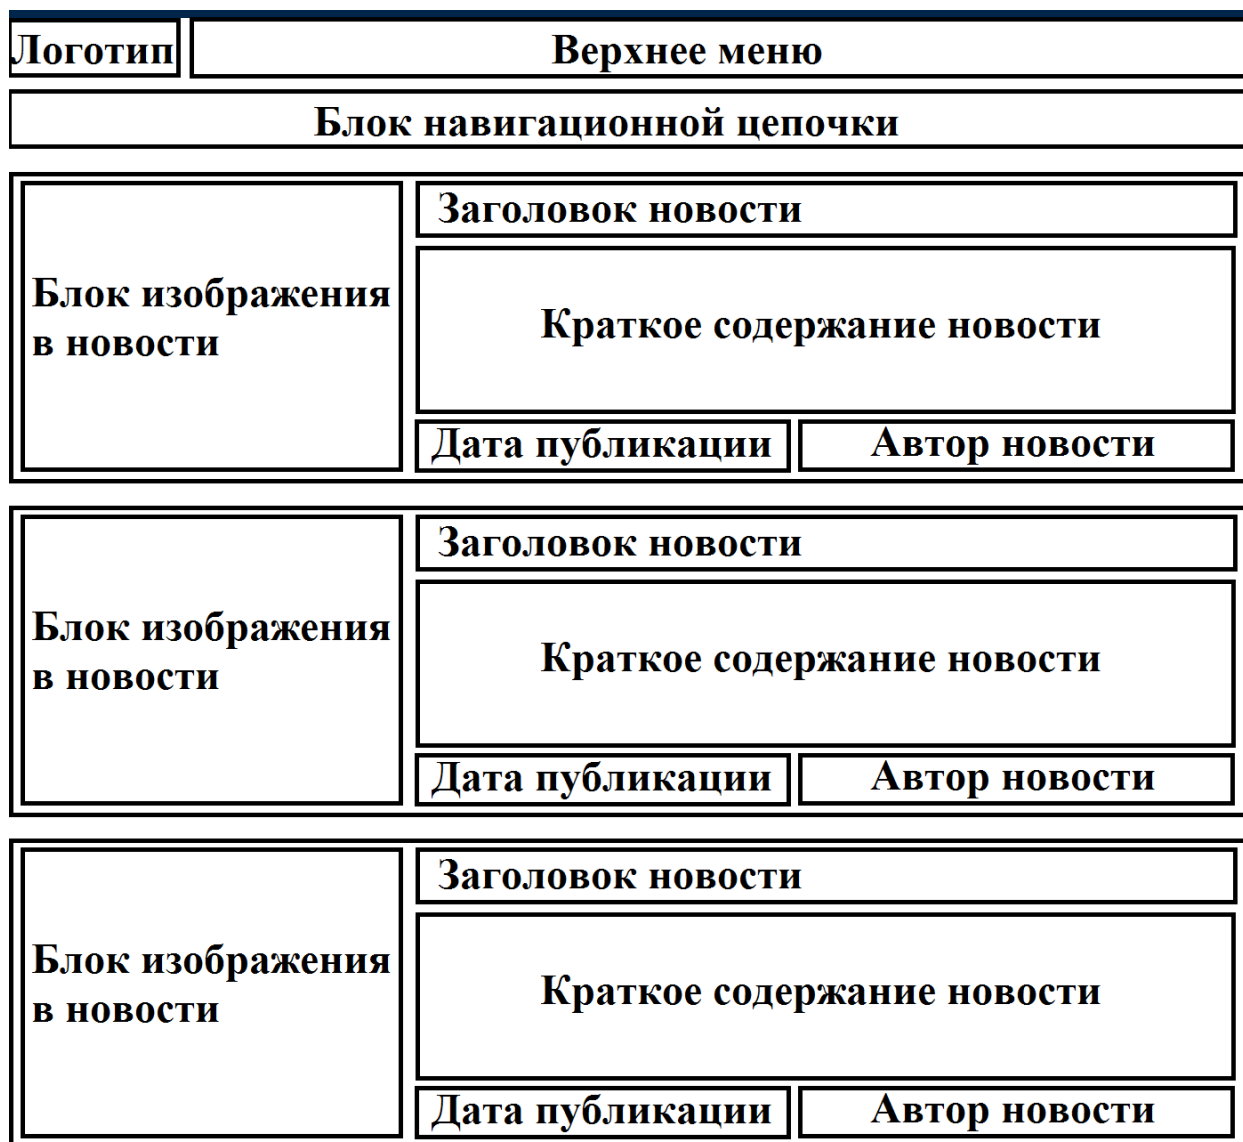 Логотип
Верхнее меню
Блок навигационной цепочки
Блок изображения
в новости
Заголовок новости
Краткое содержание новости
Дата публикации
Автор новости
Блок изображения
в новости
Заголовок новости
Краткое содержание новости
Дата публикации
Автор новости
Блок изображения
в новости
Заголовок новости
Краткое содержание новости
Дата публикации
Автор новости